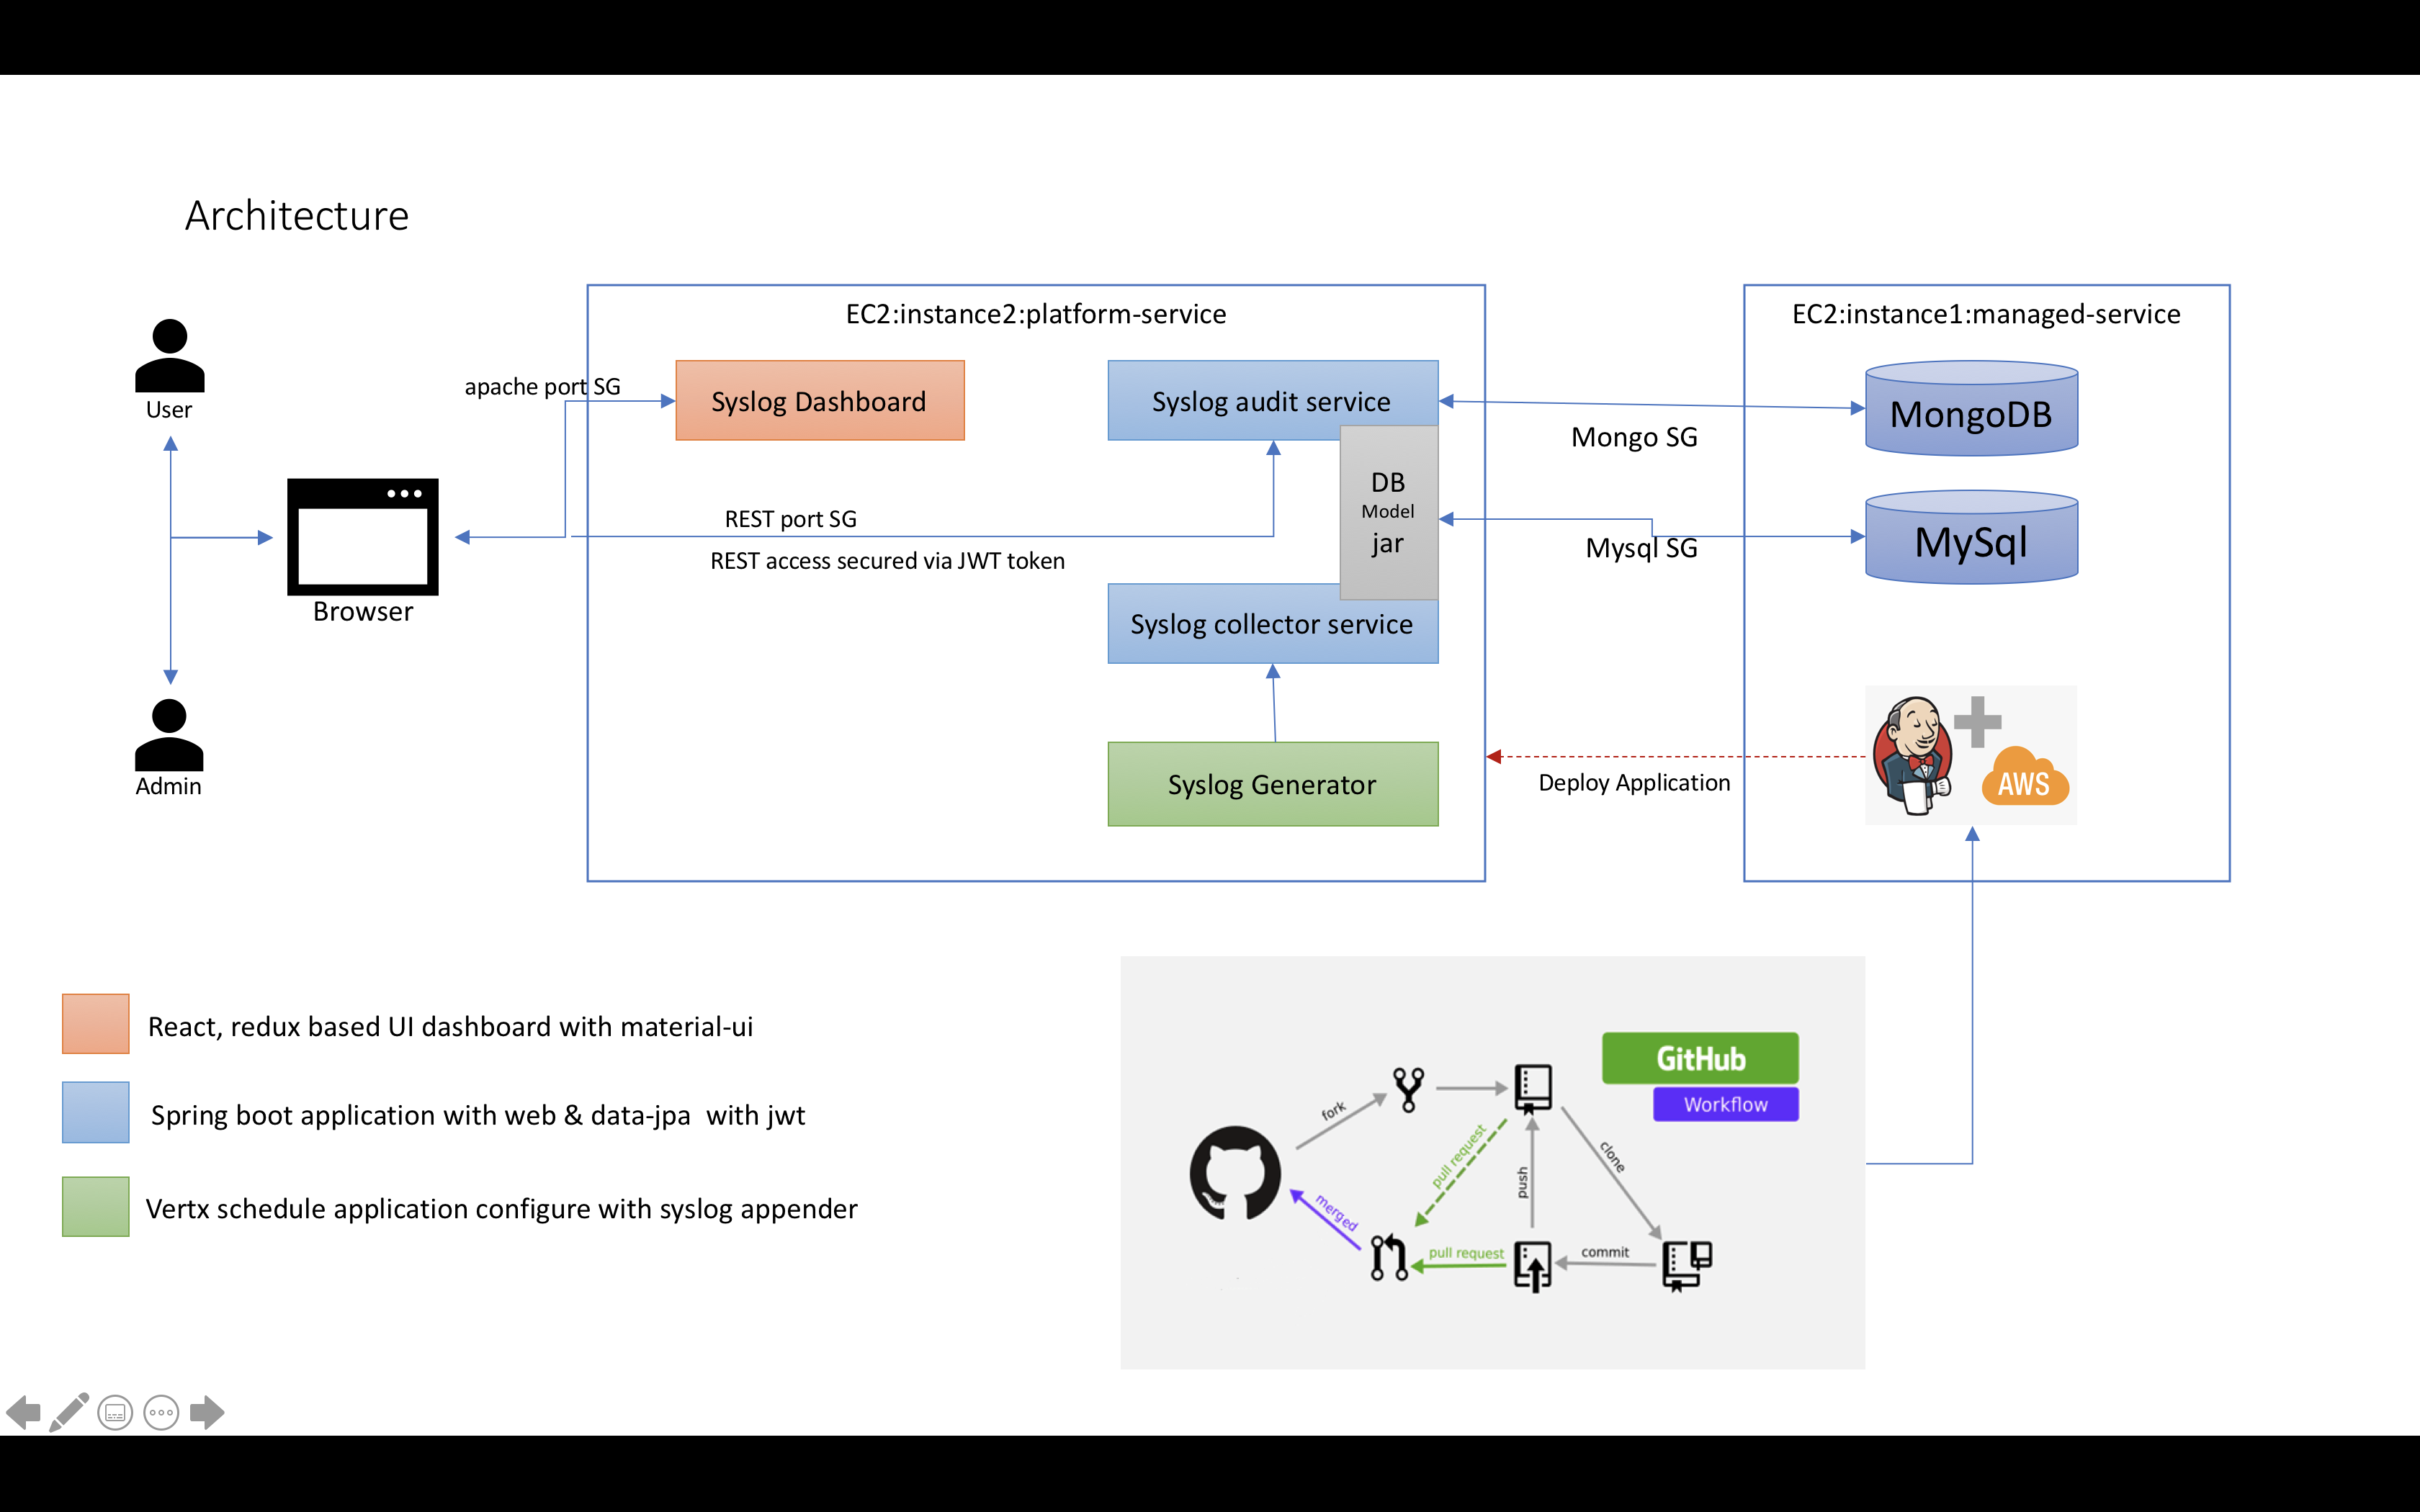 Architecture
EC2:instance2:platform-service
EC2:instance1:managed-service
User
apache port SG
Syslog Dashboard
Syslog audit service
MongoDB
Mongo SG
DB
Model
jar
REST port SG
REST access secured via JWT token
Mysql SG
MySql
Browser
Syslog collector service
Admin
Syslog Generator
Deploy Application
AWS
React, redux based UI dashboard with material-ui
Spring boot application with web & data-jpa  with jwt
Vertx schedule application configure with syslog appender
GitHub
Workflow
fork
pull request
push
clone
merged
pull request
commit